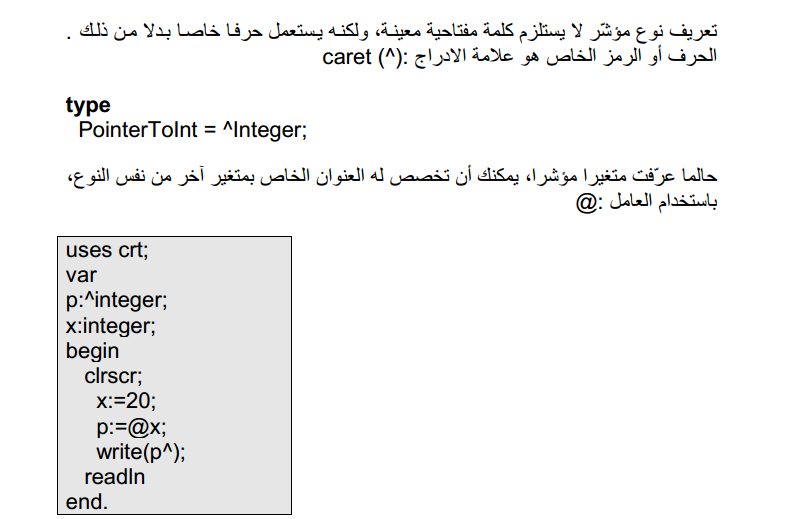 تعريف نوع مؤشّر لا يستلزم كلمة مفتاحية معينة، ولكنه يستعمل حرفا خاصا بدلا من ذلك .
الحرف أو الرمز الخاص هو علامة الادراج :(^) caret
type
PointerToInt = ^Integer;
حالما عرّفت متغيرا مؤشرا، يمكنك أن تخصص له العنوان الخاص بمتغير آخر من نفس النوع،
باستخدام العامل :@
uses crt;
var
p:^integer;
x:integer;
begin
clrscr;
x:=20;
p:=@x;
write(p^);
readln
end.